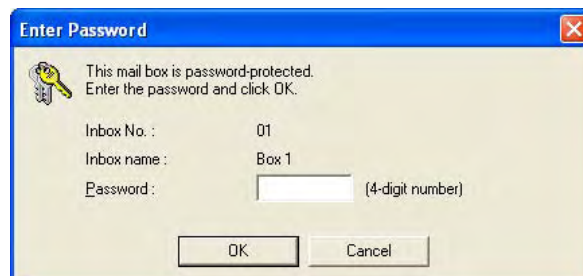 Enter Password
This mail box is password-protected.
Enter the password and click OK.
Inbox No. : 01
Inbox name : Box 1
Password : (4-digit number)
OK Cancel